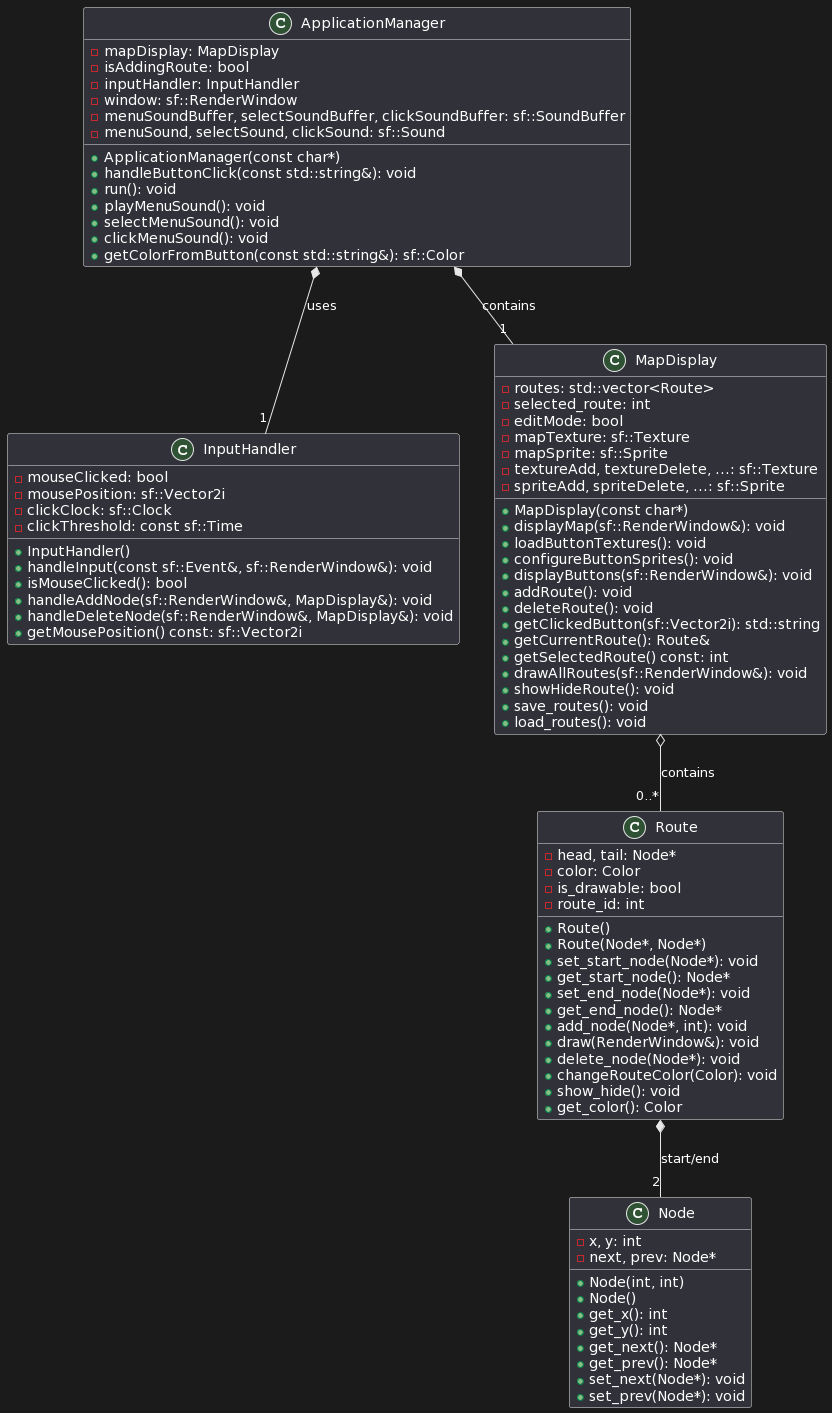 C ApplicationManager
mapDisplay: MapDisplay
isAddingRoute: bool
inputHandler: InputHandler
window: sf::RenderWindow
menuSoundBuffer, selectSoundBuffer, clickSoundBuffer: sf::SoundBuffer
menuSound, selectSound, clickSound: sf::Sound
ApplicationManager(const char*)
handleButtonClick(const std::string&): void
run(): void
playMenuSound(): void
selectMenuSound(): void
clickMenuSound(): void
getColorFromButton(const std::string&): sf::Color
uses
1
contains
1
C InputHandler
mouseClicked: bool
mousePosition: sf::Vector2i
clickClock: sf::Clock
clickThreshold: const sf::Time
InputHandler()
handleInput(const sf::Event&, sf::RenderWindow&): void
isMouseClicked(): bool
handleAddNode(sf::RenderWindow&, MapDisplay&): void
handleDeleteNode(sf::RenderWindow&, MapDisplay&): void
getMousePosition() const: sf::Vector2i
C MapDisplay
routes: std::vector<Route>
selected_route: int
editMode: bool
mapTexture: sf::Texture
mapSprite: sf::Sprite
textureAdd, textureDelete, ...: sf::Texture
spriteAdd, spriteDelete, ...: sf::Sprite
MapDisplay(const char*)
displayMap(sf::RenderWindow&): void
loadButtonTextures(): void
configureButtonSprites(): void
displayButtons(sf::RenderWindow&): void
addRoute(): void
deleteRoute(): void
getClickedButton(sf::Vector2i): std::string
getCurrentRoute(): Route&
getSelectedRoute() const: int
drawAllRoutes(sf::RenderWindow&): void
showHideRoute(): void
save_routes(): void
load_routes(): void
contains
0..*
C Route
head, tail: Node*
color: Color
is_drawable: bool
route_id: int
Route()
Route(Node*, Node*)
set_start_node(Node*): void
get_start_node(): Node*
set_end_node(Node*): void
get_end_node(): Node*
add_node(Node*, int): void
draw(RenderWindow&): void
delete_node(Node*): void
changeRouteColor(Color): void
show_hide(): void
get_color(): Color
start/end
2
C Node
x, y: int
next, prev: Node*
Node(int, int)
Node()
get_x(): int
get_y(): int
get_next(): Node*
get_prev(): Node*
set_next(Node*): void
set_prev(Node*): void